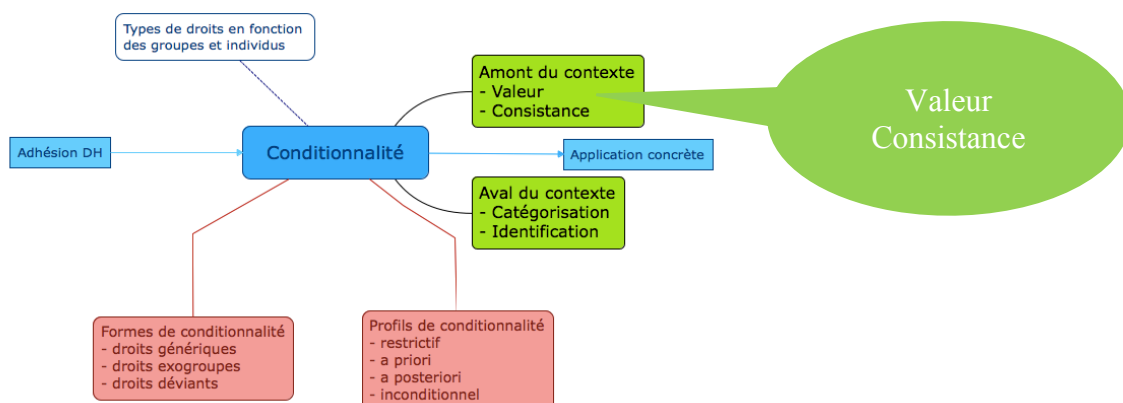 Types de droits en fonction
des groupes et individus
Amont du contexte
- Valeur
- Consistance
Valeur
Consistance
Adhésion DH
Conditionnalité
Application concrète
Aval du contexte
- Catégorisation
- Identification
Formes de conditionnalité
- droits génériques
- droits exogroupes
- droits déviants
Profils de conditionnalité
- restrictif
- a priori
- a posteriori
- inconditionnel